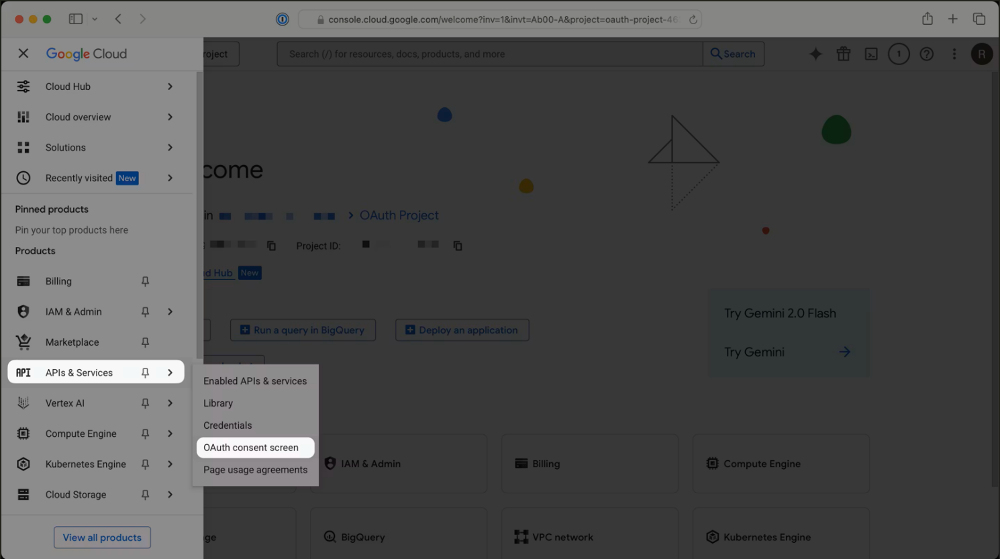 console.cloud.google.com/welcome?inv=1&invt=Ab00-A&project=oauth-project-46
Google Cloud
roject
Search (/) for resources, docs, products, and more
Search
1
R
Cloud Hub
Cloud overview
Solutions
Recently visited New
Pinned products
Pin your top products here
Products
Billing
IAM & Admin
Marketplace
API APIs & Services
Vertex AI
Compute Engine
Kubernetes Engine
Cloud Storage
View all products
Enabled APIs & services
Library
Credentials
OAuth consent screen
Page usage agreements
come
in
OAuth Project
Project ID:
d Hub New
Run a query in BigQuery
Deploy an application
Try Gemini 2.0 Flash
Try Gemini
IAM & Admin
Billing
Compute Engine
ge
BigQuery
VPC network
Kubernetes Engine